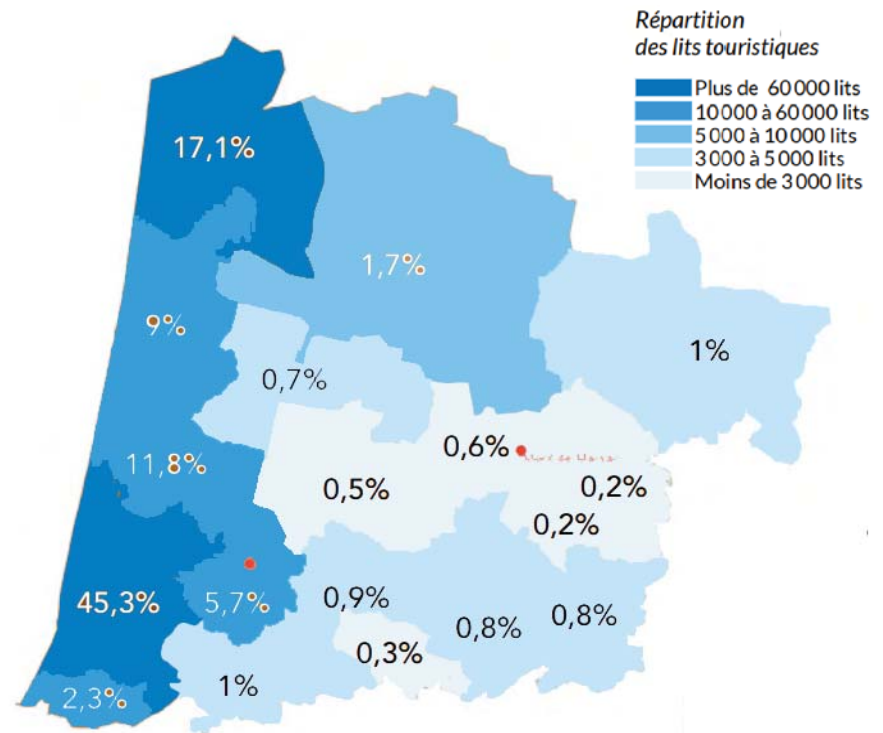 Répartition
des lits touristiques
Plus de 60 000 lits
10 000 à 60 000 lits
5 000 à 10 000 lits
3 000 à 5 000 lits
Moins de 3 000 lits
17,1%
1,7%
9%
1%
0,7%
0,6%
11,8%
0,5%
0,2%
0,2%
45,3%
5,7%
0,9%
0,8%
0,8%
0,3%
1%
2,3%